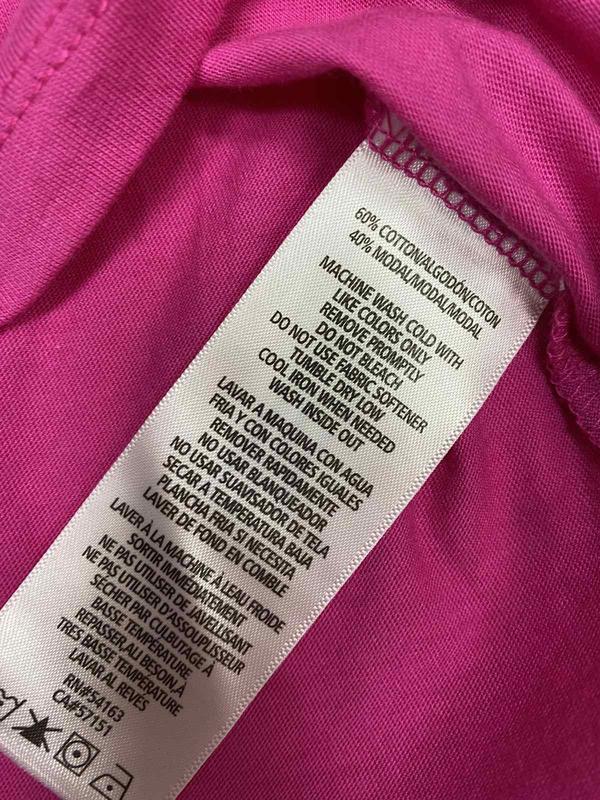 60% COTTON/ALGODÓN/COTON
40% MODAL/MODAL/MODAL
MACHINE WASH COLD WITH
LIKE COLORS ONLY
REMOVE PROMPTLY
DO NOT BLEACH
DO NOT USE FABRIC SOFTENER
TUMBLE DRY LOW
COOL IRON WHEN NEEDED
WASH INSIDE OUT
LAVAR A MAQUINA CON AGUA
FRIA Y CON COLORES IGUALES
REMOVER RAPIDAMENTE
NO USAR BLANQUEADOR
NO USAR SUAVISADOR DE TELA
SECAR A TEMPERATURA BAJA
PLANCHA FRIA SI NECESITA
LAVER DE FOND EN COMBLE
LAVER À LA MACHINE À LEAU FROIDE
SORTIR IMMÉDIATEMENT
NE PAS UTILISER DE JAVELLISANT
NE PAS UTILISER D'ASSOUPLISSEUR
SÉCHER PAR CULBUTAGE À
BASSE TEMPÉRATURE
REPASSER, AU BESOIN, À
TRES BASSE TEMPÉRATURE
LAVAR AL REVÉS
RN#54163
CA#57151